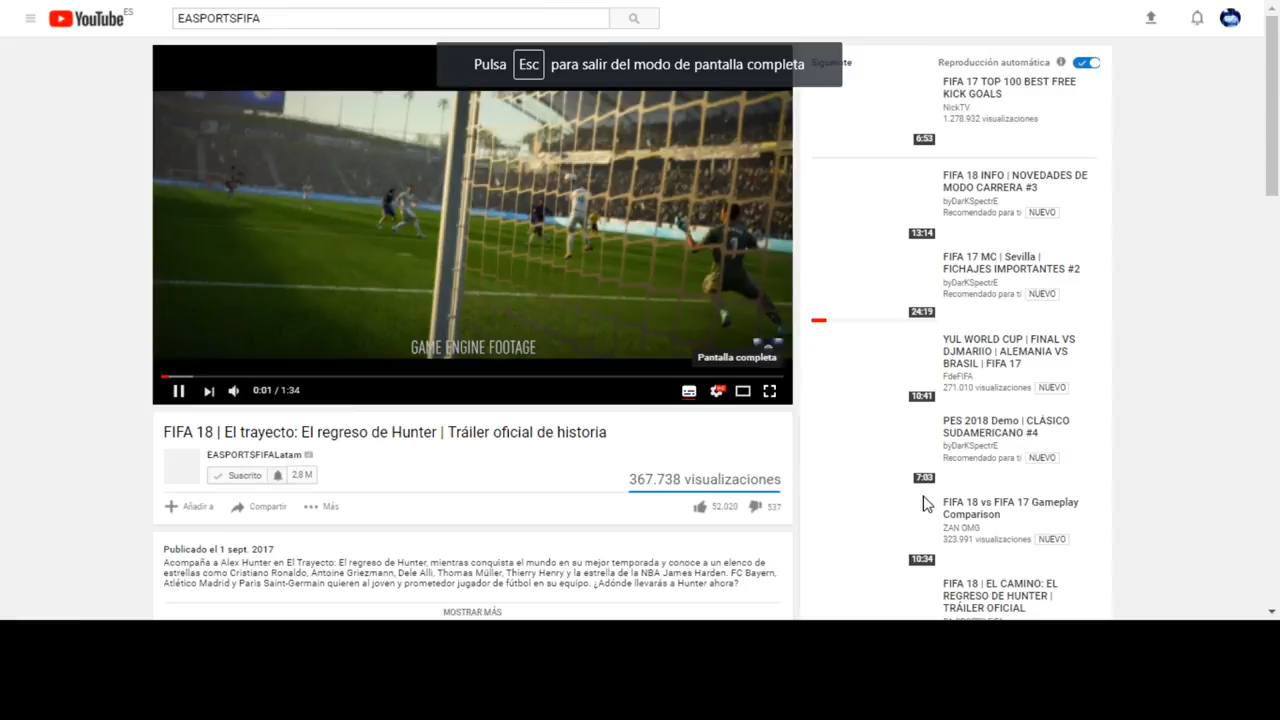 YouTube ES
EASPORTSFIFA
Pulsa Esc para salir del modo de pantalla completa
GAME ENGINE FOOTAGE
Pantalla completa
0:01 / 1:34
FIFA 18 | El trayecto: El regreso de Hunter | Tráiler oficial de historia
EASPORTSFIFALatam
Suscrito 2,8 M
367.738 visualizaciones
Añadir a Compartir Más 52.020 537
Publicado el 1 sept. 2017
Acompaña a Alex Hunter en El Trayecto: El regreso de Hunter, mientras conquista el mundo en su mejor temporada y conoce a un elenco de
estrellas como Cristiano Ronaldo, Antoine Griezmann, Dele Alli, Thomas Müller, Thierry Henry y la estrella de la NBA James Harden. FC Bayern,
Atlético Madrid y Paris Saint-Germain quieren al joven y prometedor jugador de fútbol en su equipo. ¿Adónde llevarás a Hunter ahora?
MOSTRAR MÁS
Siguiente
Reproducción automática
FIFA 17 TOP 100 BEST FREE
KICK GOALS
NickTV
1.278.932 visualizaciones
6:53
FIFA 18 INFO | NOVEDADES DE
MODO CARRERA #3
byDarKSpectrE
Recomendado para ti NUEVO
13:14
FIFA 17 MC | Sevilla |
FICHAJES IMPORTANTES #2
byDarKSpectrE
Recomendado para ti NUEVO
24:19
YUL WORLD CUP | FINAL VS
DJMARIIO | ALEMANIA VS
BRASIL | FIFA 17
FdeFIFA
271.010 visualizaciones NUEVO
10:41
PES 2018 Demo | CLÁSICO
SUDAMERICANO #4
byDarKSpectrE
Recomendado para ti NUEVO
7:03
FIFA 18 vs FIFA 17 Gameplay
Comparison
ZAN OMG
323.991 visualizaciones NUEVO
10:34
FIFA 18 | EL CAMINO: EL
REGRESO DE HUNTER |
TRÁILER OFICIAL